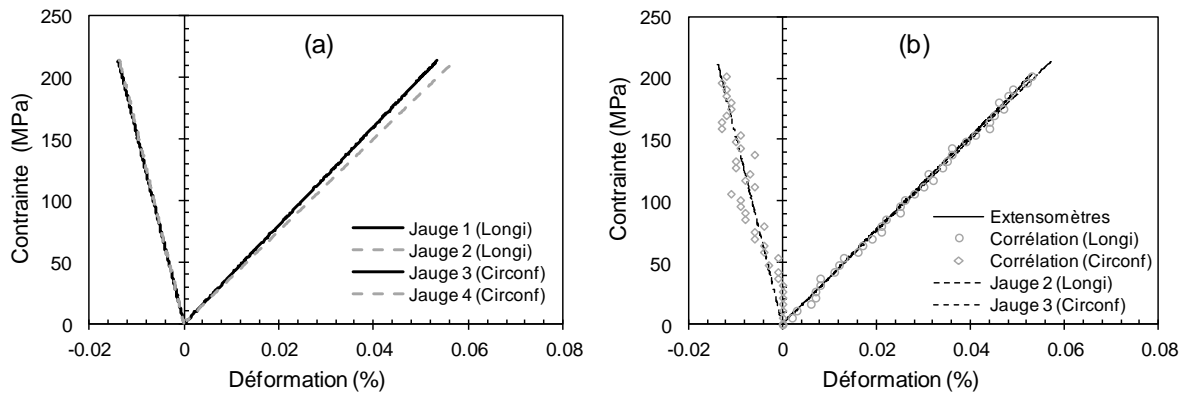 (a)
250
200
150
100
50
0
Contrainte (MPa)
-0.02 0 0.02 0.04 0.06 0.08
Déformation (%)
Jauge 1 (Longi)
Jauge 2 (Longi)
Jauge 3 (Circonf)
Jauge 4 (Circonf)
(b)
250
200
150
100
50
0
Contrainte (MPa)
-0.02 0 0.02 0.04 0.06 0.08
Déformation (%)
Extensomètres
Corrélation (Longi)
Corrélation (Circonf)
Jauge 2 (Longi)
Jauge 3 (Circonf)